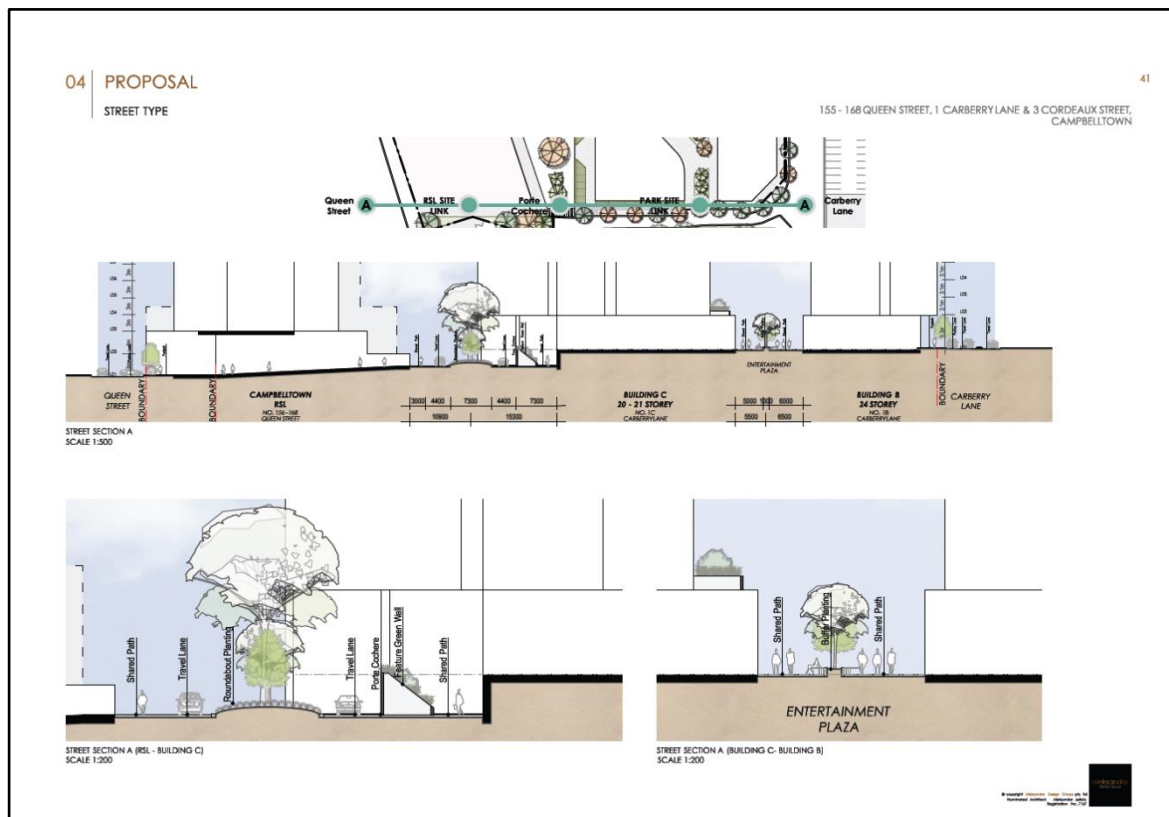 04 PROPOSAL
41
STREET TYPE
155 - 168 QUEEN STREET, 1 CARBERRY LANE & 3 CORDEAUX STREET,
CAMPBELLTOWN
Queen
Street
A
RSL SITE
LINK
Porte
Cochere
PARK SITE
LINK
A
Carberry
Lane
QUEEN
STREET
BOUNDARY
BOUNDARY
CAMPBELLTOWN
RSL
NO. 156-168
QUEEN STREET
3000 4400 7300 4400 7300
10900 15300
BUILDING C
20 - 21 STOREY
NO. 1C
CARBERRYLANE
ENTERTAINMENT
PLAZA
5500 6500
BUILDING B
24 STOREY
NO. 1B
CARBERRYLANE
BOUNDARY
CARBERRY
LANE
STREET SECTION A
SCALE 1:500
Shared Path
Travel Lane
Roundabout Planting
Travel Lane
Porte Cochere
Feature Green Wall
Shared Path
STREET SECTION A (RSL - BUILDING C)
SCALE 1:200
Shared Path
Buffer Planting
Shared Path
ENTERTAINMENT
PLAZA
STREET SECTION A (BUILDING C- BUILDING B)
SCALE 1:200